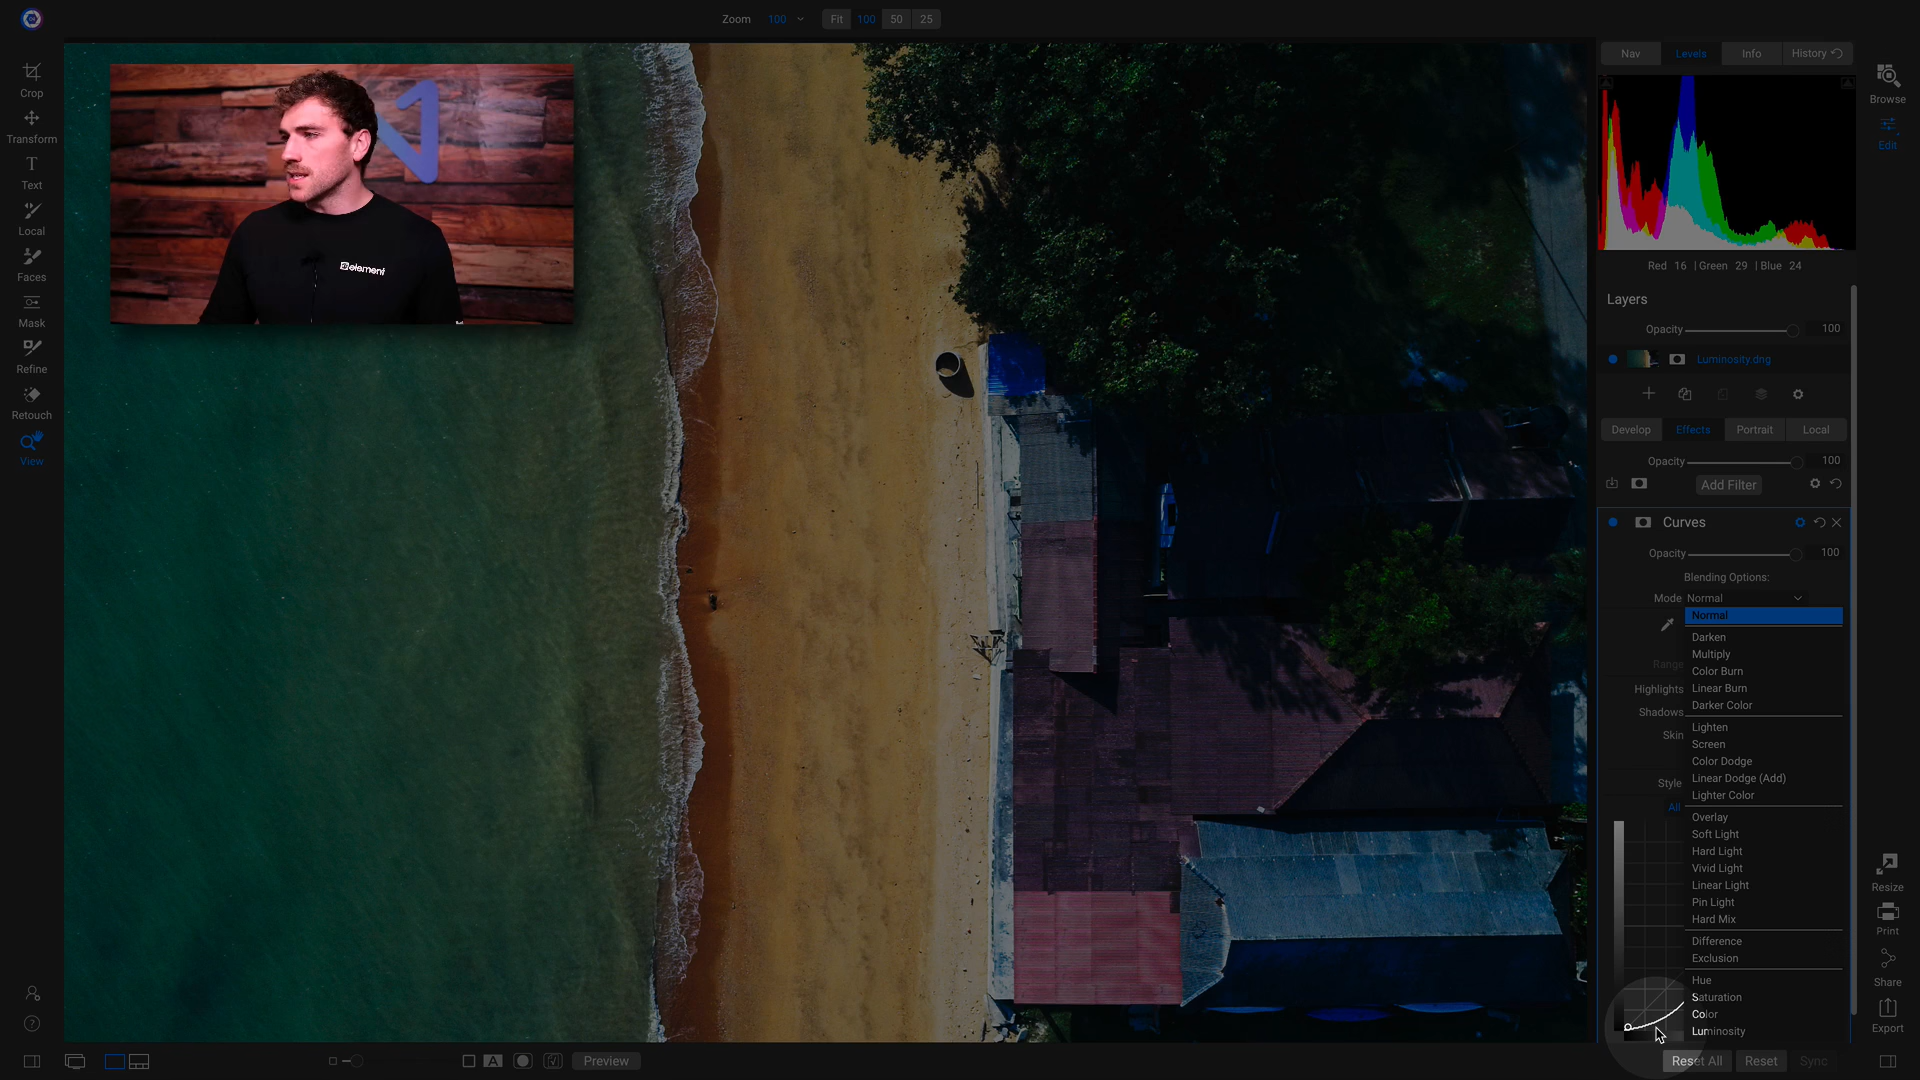 Zoom 100 Fit 100 50 25
Crop
Transform
Text
Local
Faces
Mask
Refine
Retouch
View
element
Nav Levels Info History
Red 16 | Green 29 | Blue 24
Layers
Opacity 100
Luminosity.dng
Develop Effects Portrait Local
Opacity 100
Add Filter
Curves
Opacity 100
Blending Options:
Mode Normal
Normal
Darken
Multiply
Range
Color Burn
Highlights
Linear Burn
Shadows
Darker Color
Skin
Lighten
Screen
Color Dodge
Style
Linear Dodge (Add)
Lighter Color
All
Overlay
Soft Light
Hard Light
Vivid Light
Linear Light
Pin Light
Hard Mix
Difference
Exclusion
Hue
Saturation
Color
Luminosity
Browse
Edit
Resize
Print
Share
Export
A Preview
Reset All Reset Sync